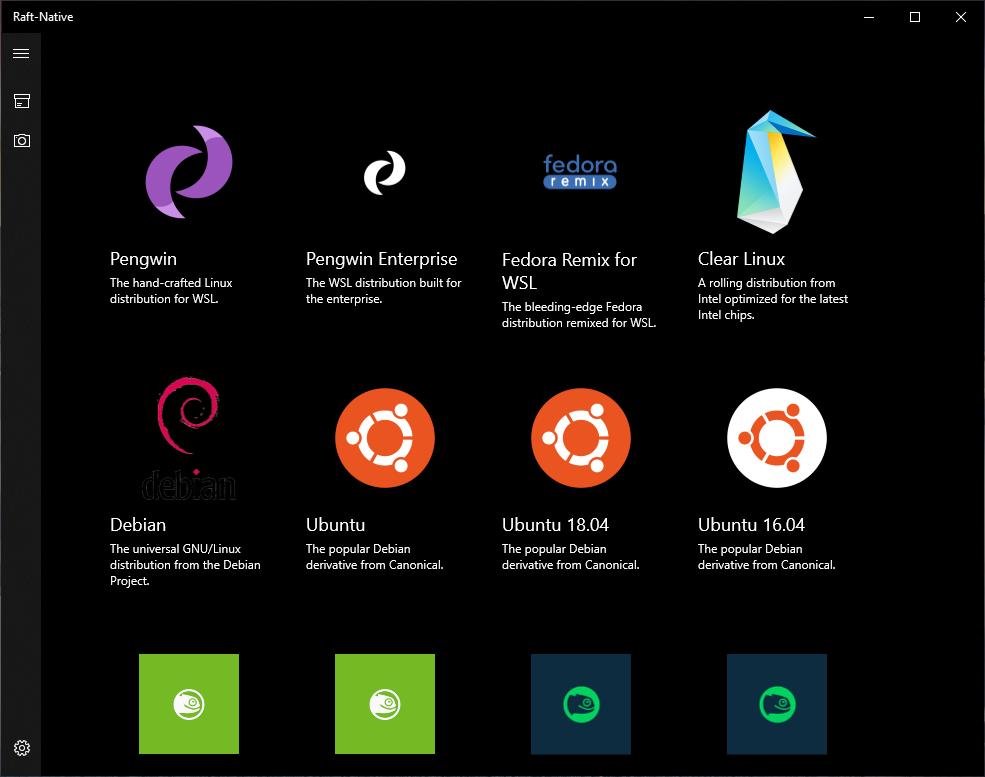 Raft-Native
fedora
remix
Pengwin
The hand-crafted Linux
distribution for WSL.
Pengwin Enterprise
The WSL distribution built for
the enterprise.
Fedora Remix for
WSL
The bleeding-edge Fedora
distribution remixed for WSL.
Clear Linux
A rolling distribution from
Intel optimized for the latest
Intel chips.
debian
Debian
The universal GNU/Linux
distribution from the Debian
Project.
Ubuntu
The popular Debian
derivative from Canonical.
Ubuntu 18.04
The popular Debian
derivative from Canonical.
Ubuntu 16.04
The popular Debian
derivative from Canonical.